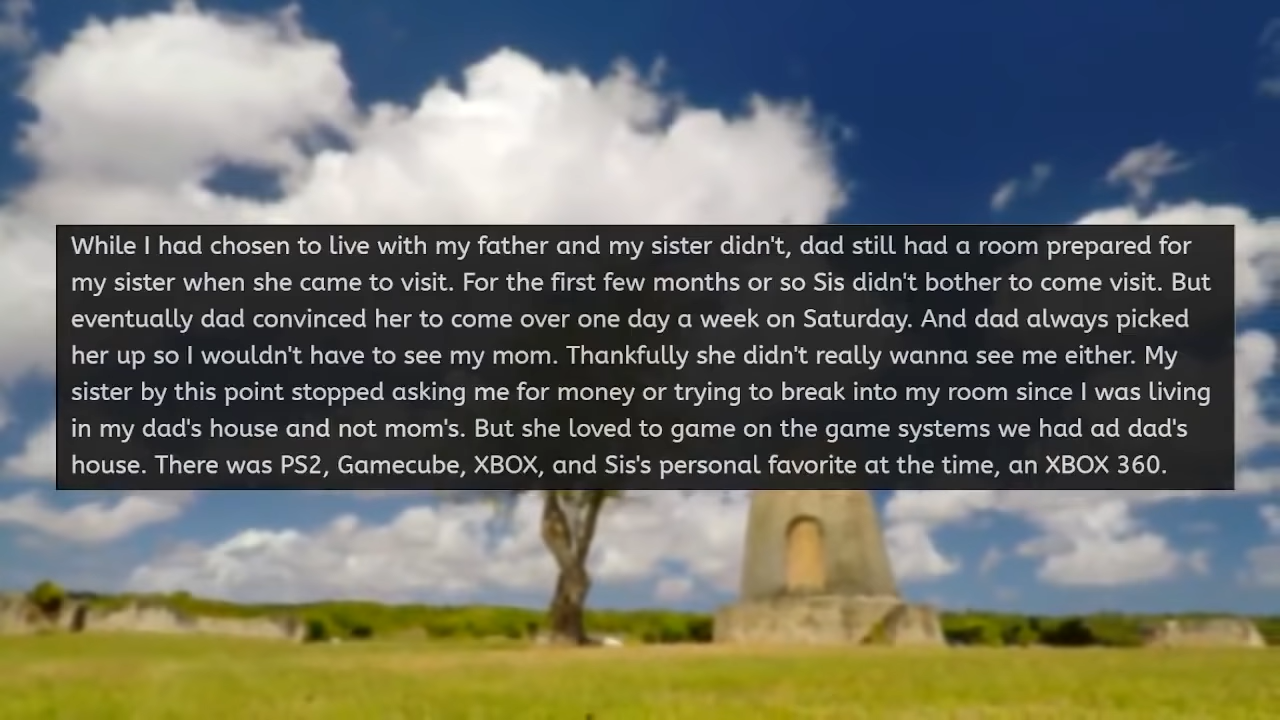 While I had chosen to live with my father and my sister didn't, dad still had a room prepared for
my sister when she came to visit. For the first few months or so Sis didn't bother to come visit. But
eventually dad convinced her to come over one day a week on Saturday. And dad always picked
her up so I wouldn't have to see my mom. Thankfully she didn't really wanna see me either. My
sister by this point stopped asking me for money or trying to break into my room since I was living
in my dad's house and not mom's. But she loved to game on the game systems we had ad dad's
house. There was PS2, Gamecube, XBOX, and Sis's personal favorite at the time, an XBOX 360.